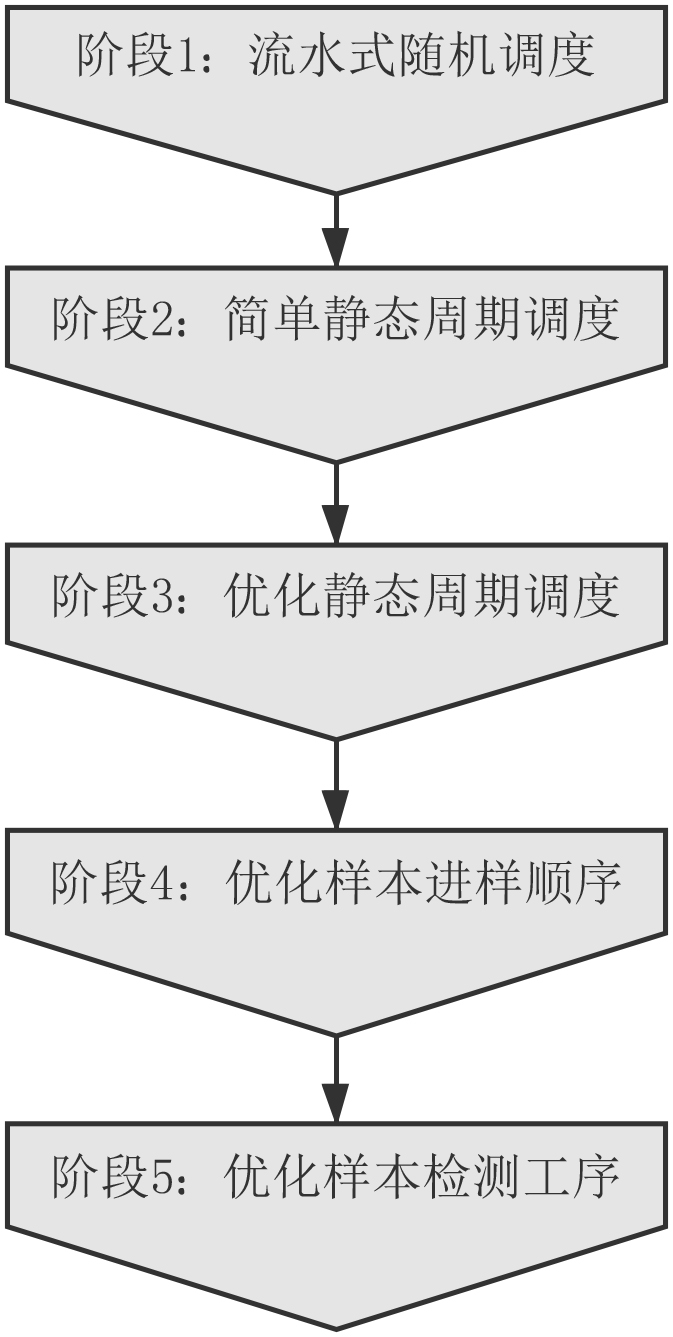 阶段1：流水式随机调度
阶段2：简单静态周期调度
阶段3：优化静态周期调度
阶段4：优化样本进样顺序
阶段5：优化样本检测工序